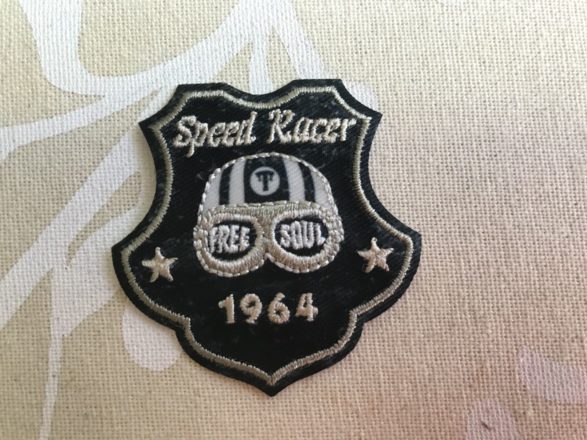 Speed Racer
T
FREE SOUL
1964